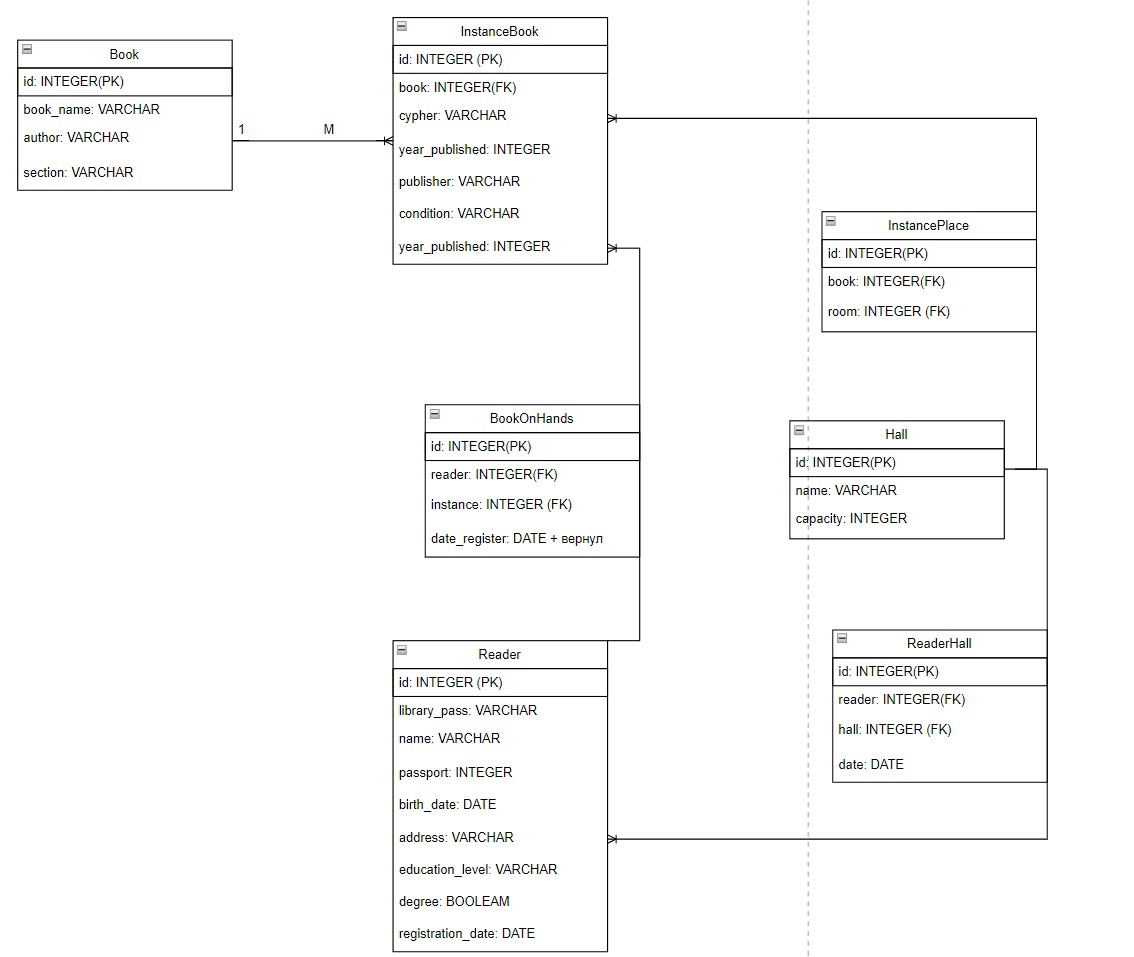 Book
id: INTEGER(PK)
book_name: VARCHAR
author: VARCHAR
section: VARCHAR
1
M
InstanceBook
id: INTEGER (PK)
book: INTEGER(FK)
cypher: VARCHAR
year_published: INTEGER
publisher: VARCHAR
condition: VARCHAR
year_published: INTEGER
InstancePlace
id: INTEGER(PK)
book: INTEGER(FK)
room: INTEGER (FK)
BookOnHands
id: INTEGER(PK)
reader: INTEGER(FK)
instance: INTEGER (FK)
date_register: DATE + вернул
Hall
id: INTEGER(PK)
name: VARCHAR
capacity: INTEGER
Reader
id: INTEGER (PK)
library_pass: VARCHAR
name: VARCHAR
passport: INTEGER
birth_date: DATE
address: VARCHAR
education_level: VARCHAR
degree: BOOLEAM
registration_date: DATE
ReaderHall
id: INTEGER(PK)
reader: INTEGER(FK)
hall: INTEGER (FK)
date: DATE